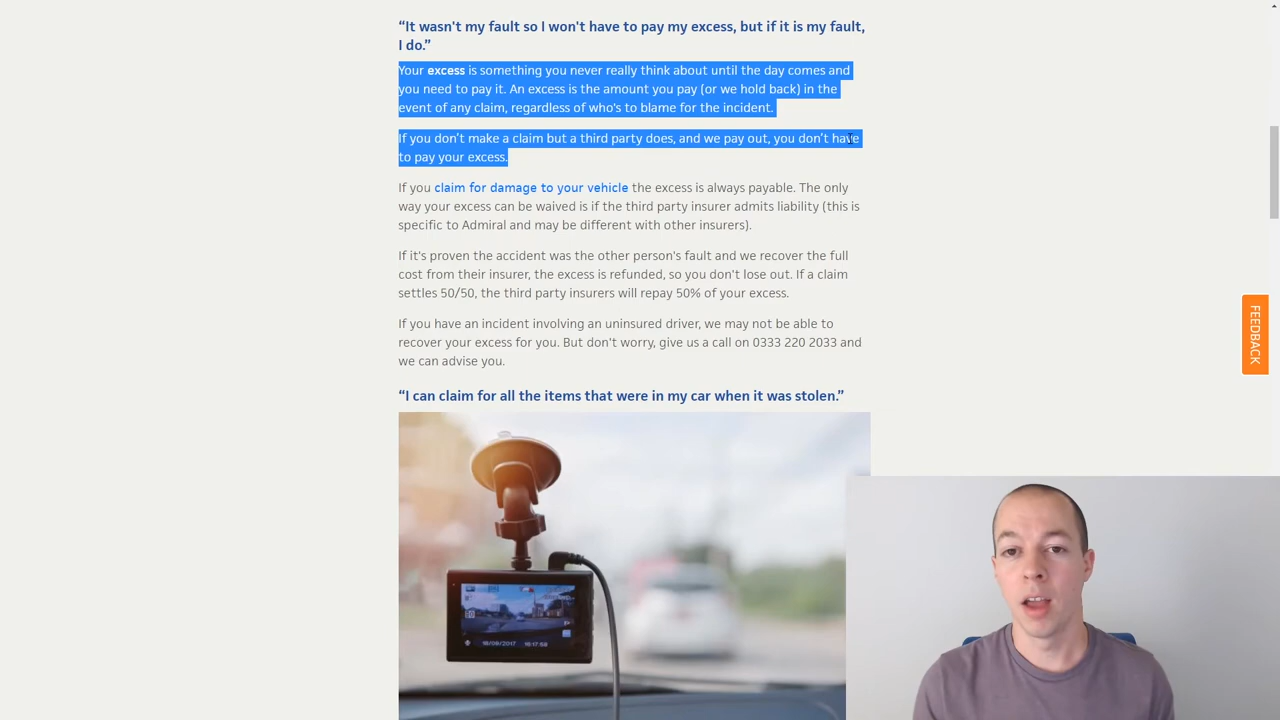 “It wasn't my fault so I won't have to pay my excess, but if it is my fault,
I do.”
Your excess is something you never really think about until the day comes and
you need to pay it. An excess is the amount you pay (or we hold back) in the
event of any claim, regardless of who's to blame for the incident.
If you don’t make a claim but a third party does, and we pay out, you don’t have
to pay your excess.
If you claim for damage to your vehicle the excess is always payable. The only
way your excess can be waived is if the third party insurer admits liability (this is
specific to Admiral and may be different with other insurers).
If it's proven the accident was the other person's fault and we recover the full
cost from their insurer, the excess is refunded, so you don't lose out. If a claim
settles 50/50, the third party insurers will repay 50% of your excess.
If you have an incident involving an uninsured driver, we may not be able to
recover your excess for you. But don't worry, give us a call on 0333 220 2033 and
we can advise you.
FEEDBACK
“I can claim for all the items that were in my car when it was stolen.”